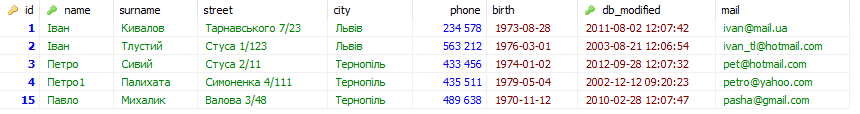 id name surname street city phone birth db_modified mail
1 Іван Кивалов Тарнавського 7/23 Львів 234 578 1973-08-28 2011-08-02 12:07:42 ivan@mail.ua
2 Іван Тлустий Стуса 1/123 Львів 563 212 1976-03-01 2003-08-21 12:06:54 ivan_tl@hotmail.com
3 Петро Сивий Стуса 2/11 Тернопіль 433 456 1974-01-02 2012-09-28 12:07:32 pet@hotmail.com
4 Петро1 Палихата Симоненка 4/111 Тернопіль 435 511 1979-05-04 2002-12-12 09:20:23 petro@yahoo.com
15 Павло Михалик Валова 3/48 Тернопіль 489 638 1970-11-12 2010-02-28 12:07:47 pasha@gmail.com